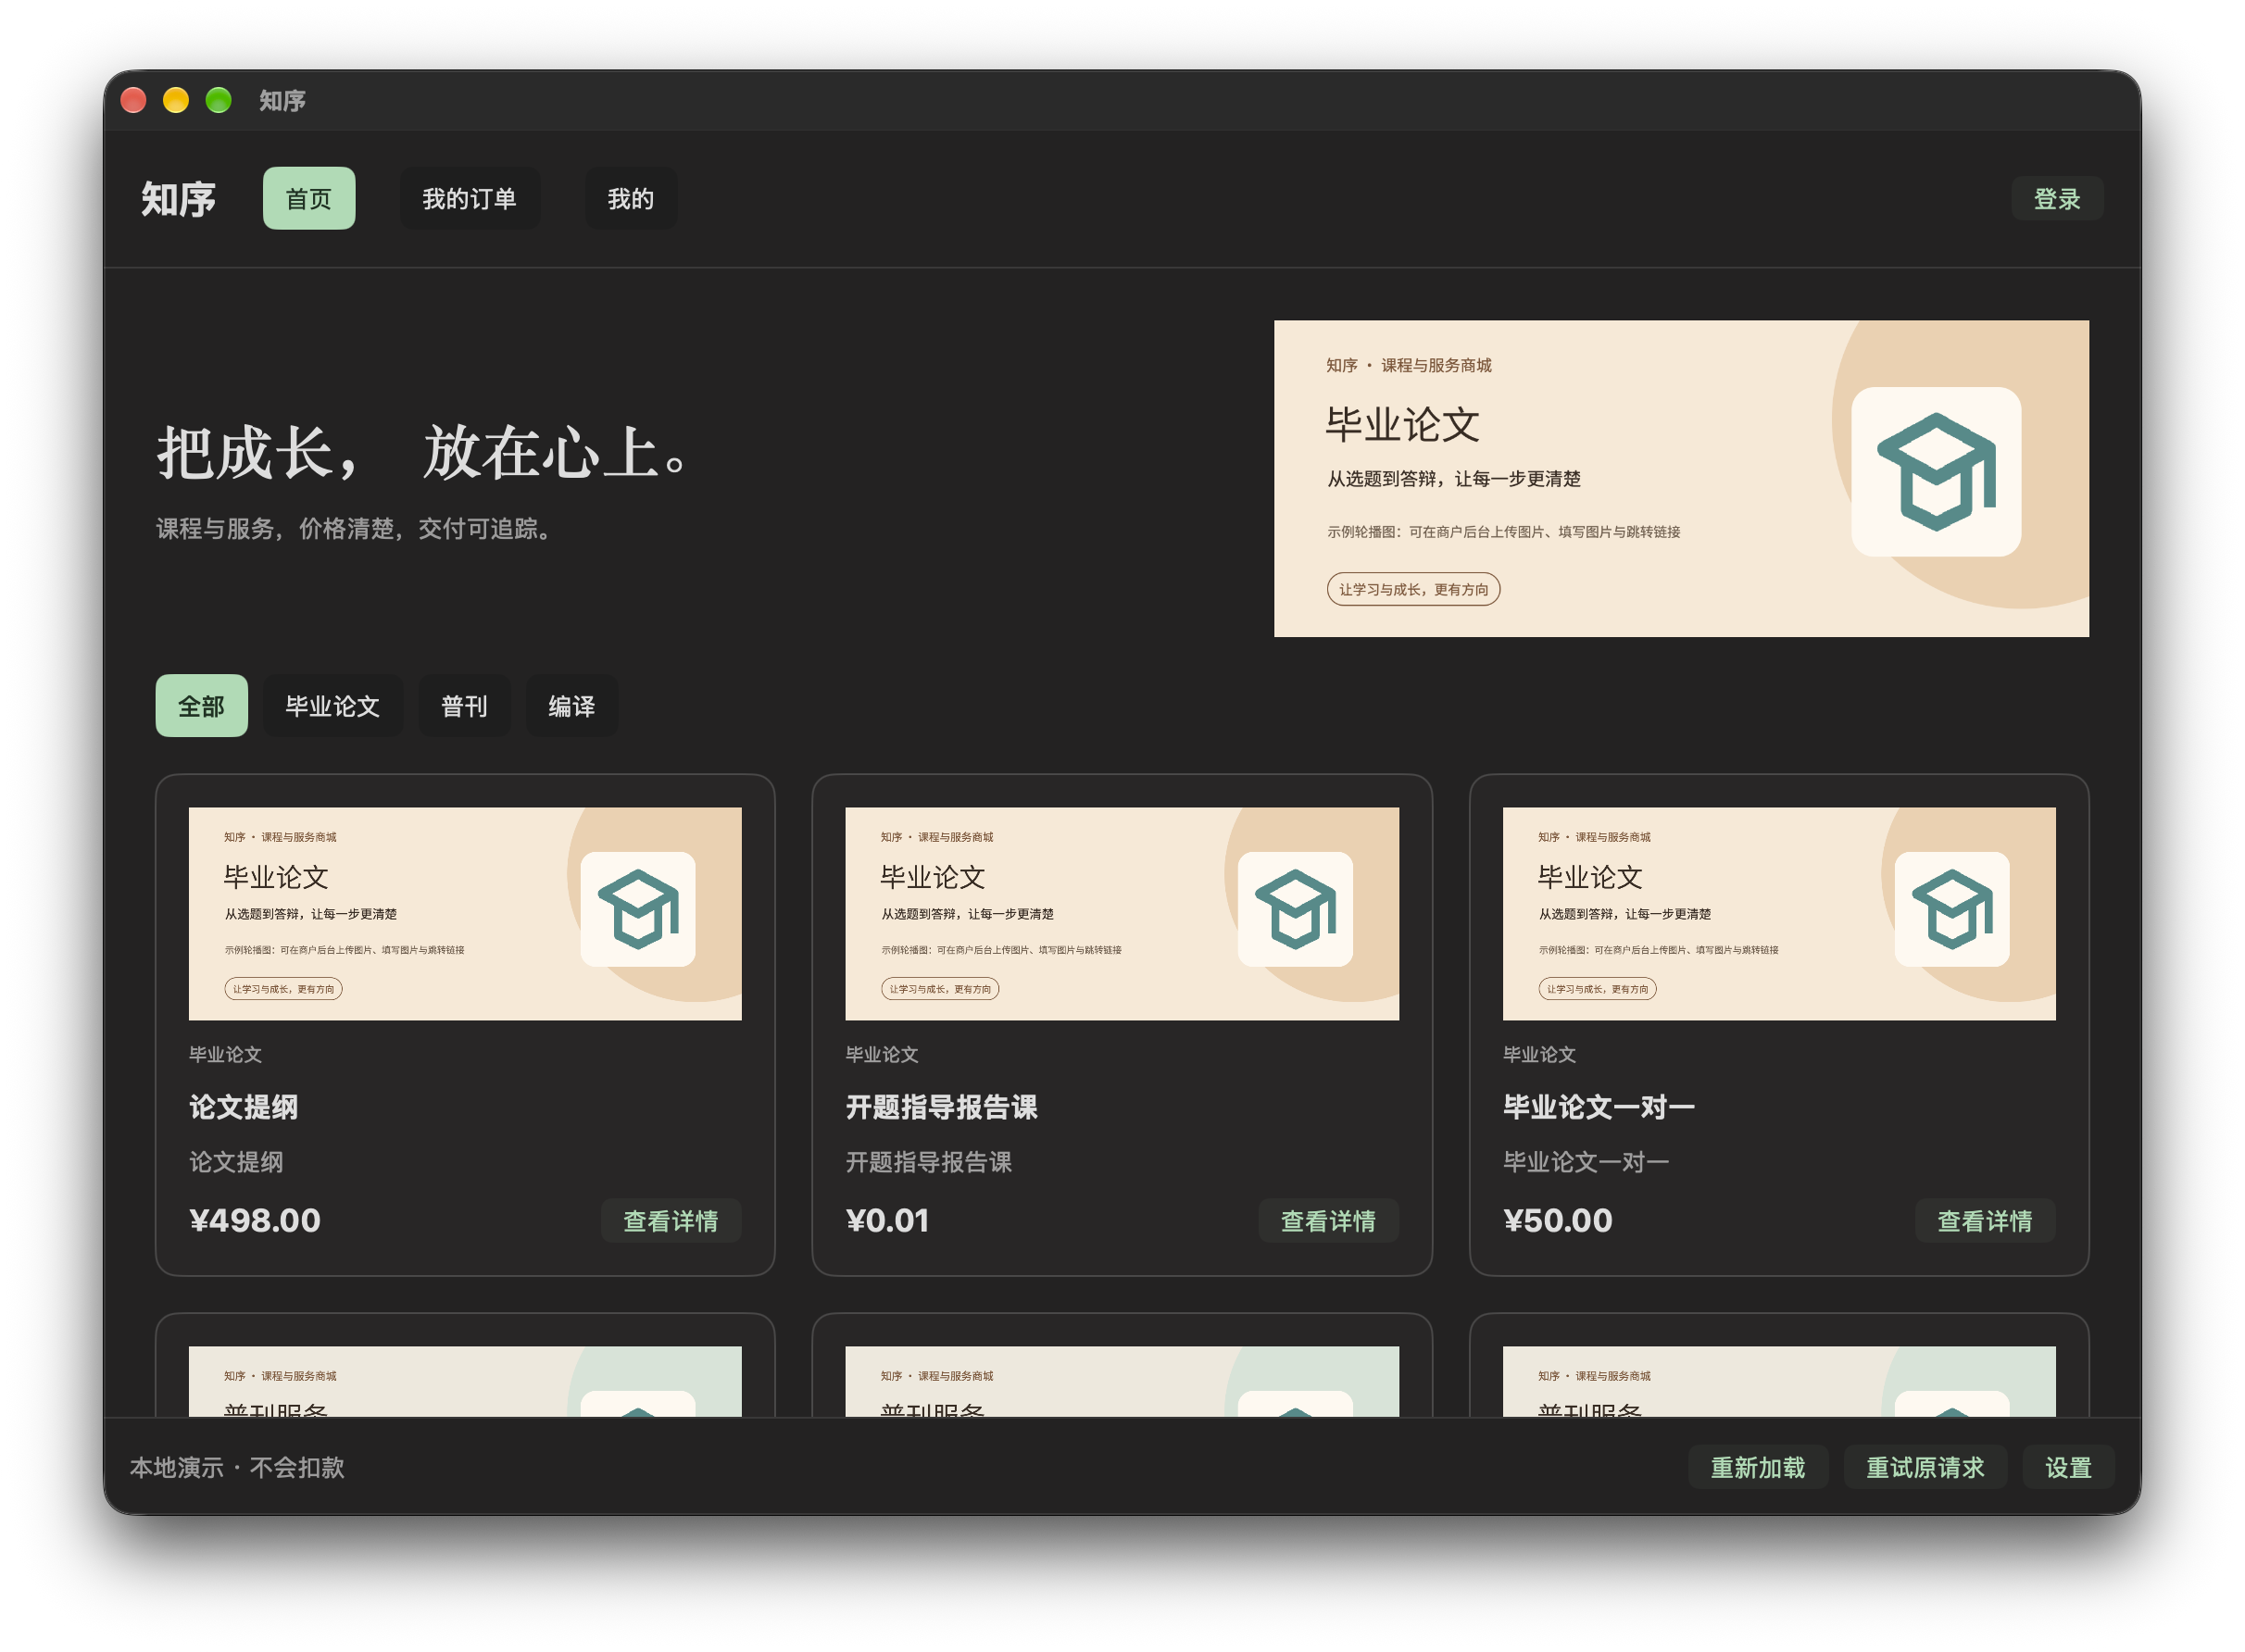 知序
知序 首页 我的订单 我的 登录
把成长， 放在心上。
课程与服务，价格清楚，交付可追踪。
知序 · 课程与服务商城
毕业论文
从选题到答辩，让每一步更清楚
示例轮播图：可在商户后台上传图片、填写图片与跳转链接
让学习与成长，更有方向
全部 毕业论文 普刊 编译
知序 · 课程与服务商城
毕业论文
从选题到答辩，让每一步更清楚
示例轮播图：可在商户后台上传图片、填写图片与跳转链接
让学习与成长，更有方向
毕业论文
论文提纲
论文提纲
¥498.00 查看详情
知序 · 课程与服务商城
毕业论文
从选题到答辩，让每一步更清楚
示例轮播图：可在商户后台上传图片、填写图片与跳转链接
让学习与成长，更有方向
毕业论文
开题指导报告课
开题指导报告课
¥0.01 查看详情
知序 · 课程与服务商城
毕业论文
从选题到答辩，让每一步更清楚
示例轮播图：可在商户后台上传图片、填写图片与跳转链接
让学习与成长，更有方向
毕业论文
毕业论文一对一
毕业论文一对一
¥50.00 查看详情
知序 · 课程与服务商城
普刊服务
知序 · 课程与服务商城
普刊服务
知序 · 课程与服务商城
普刊服务
本地演示 · 不会扣款 重新加载 重试原请求 设置